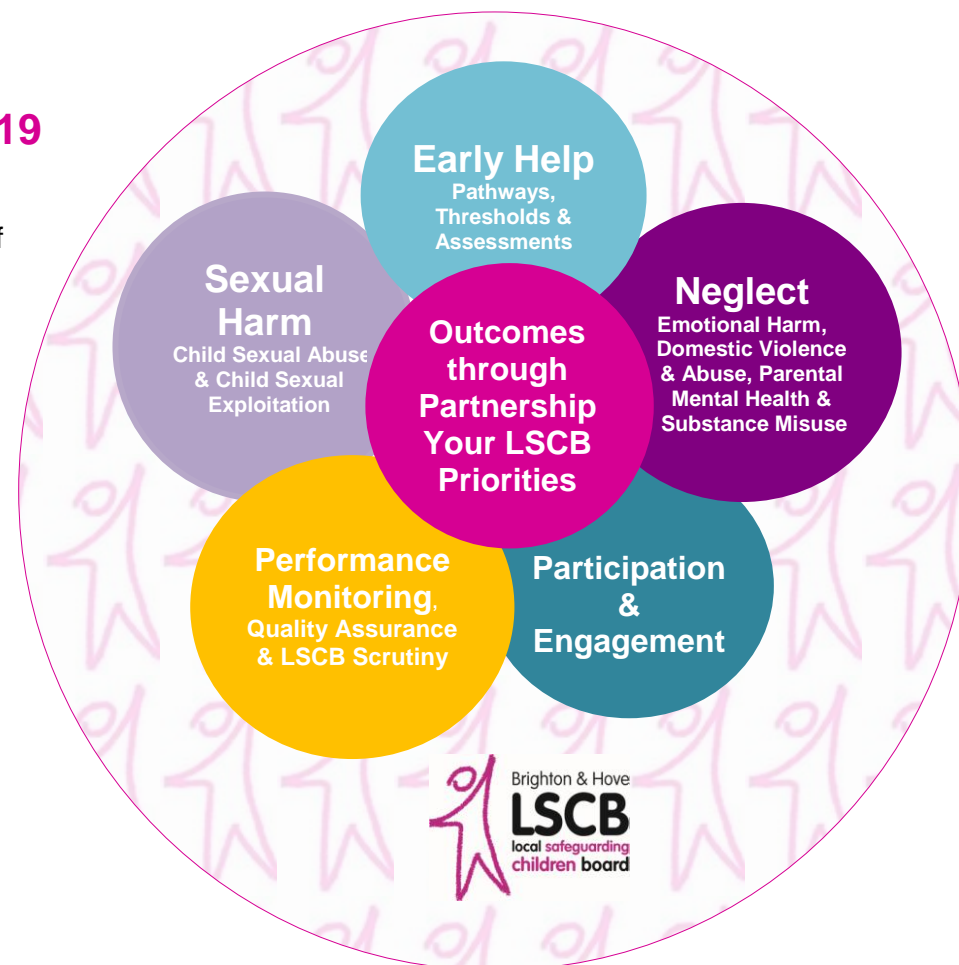 19
f
Early Help
Pathways,
Thresholds &
Assessments
Sexual
Harm
Child Sexual Abuse
& Child Sexual
Exploitation
Neglect
Emotional Harm,
Domestic Violence
& Abuse, Parental
Mental Health &
Substance Misuse
Outcomes
through
Partnership
Your LSCB
Priorities
Performance
Monitoring,
Quality Assurance
& LSCB Scrutiny
Participation
&
Engagement
Brighton & Hove
LSCB
local safeguarding
children board